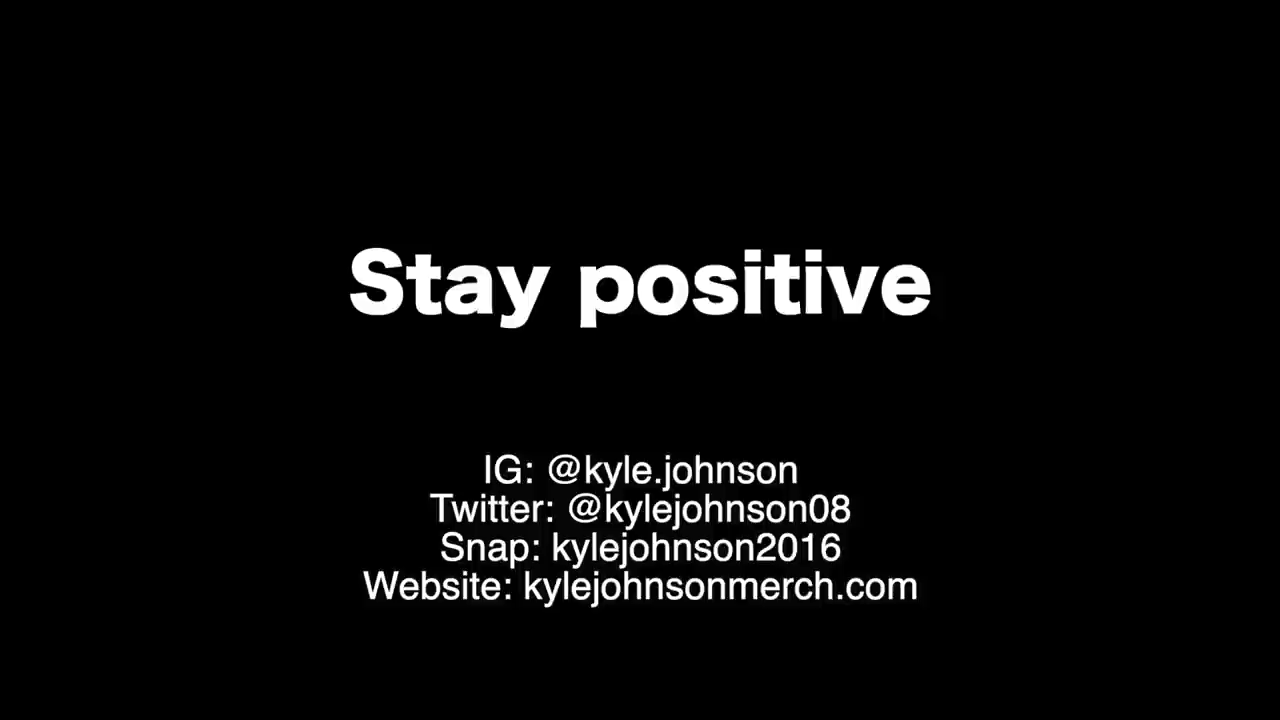 Stay positive
IG: @kyle.johnson
Twitter: @kylejohnson08
Snap: kylejohnson2016
Website: kylejohnsonmerch.com